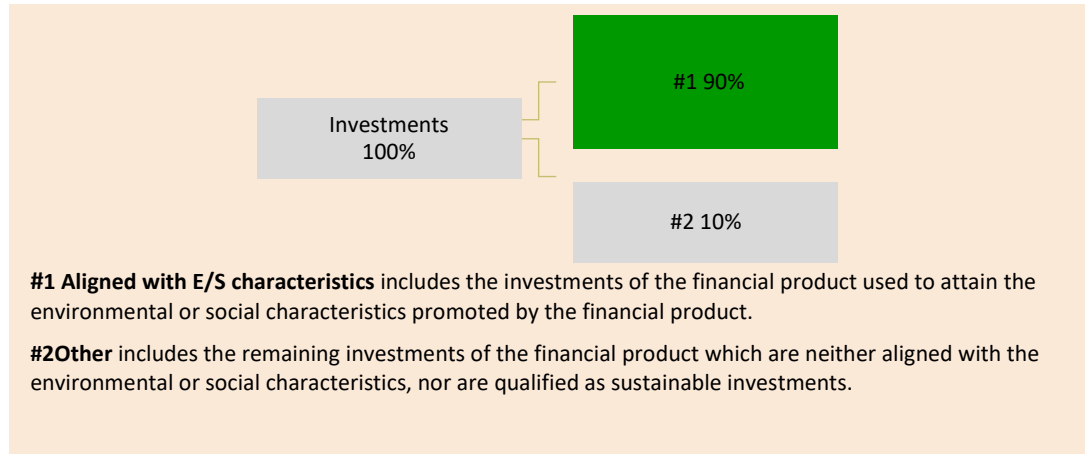 #1 90%
Investments
100%
#2 10%
#1 Aligned with E/S characteristics includes the investments of the financial product used to attain the
environmental or social characteristics promoted by the financial product.
#2Other includes the remaining investments of the financial product which are neither aligned with the
environmental or social characteristics, nor are qualified as sustainable investments.